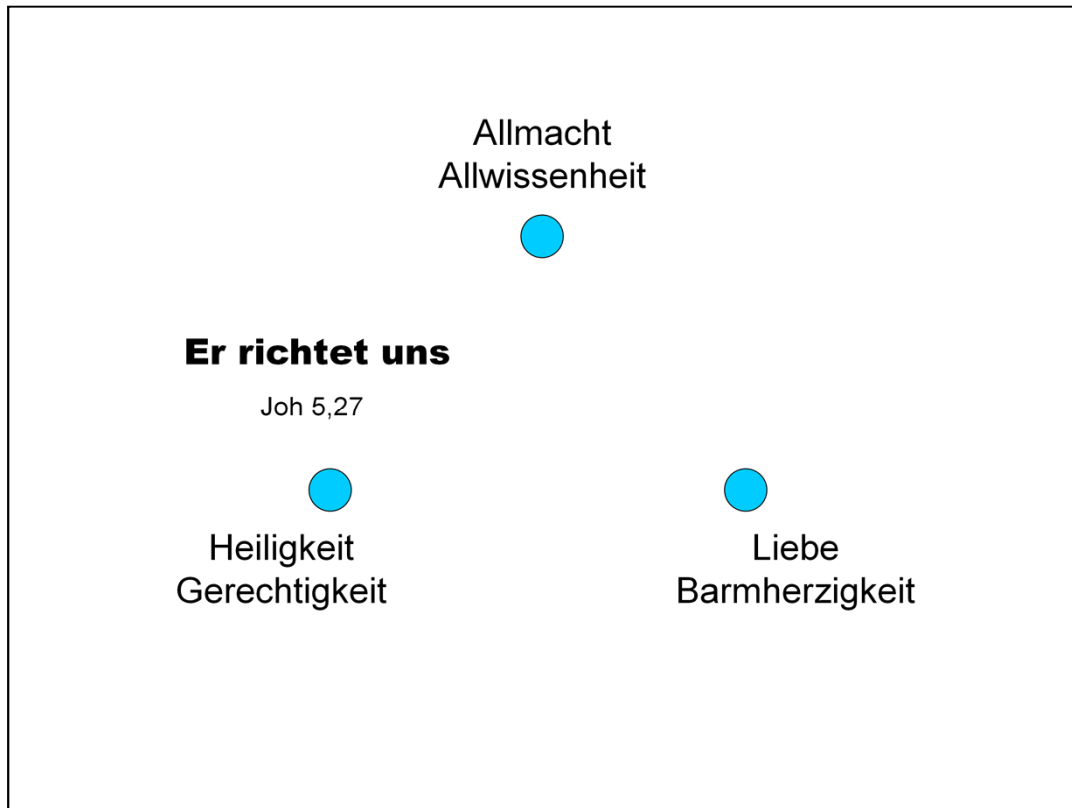 Allmacht
Allwissenheit
Er richtet uns
Joh 5,27
Heiligkeit
Gerechtigkeit
Liebe
Barmherzigkeit